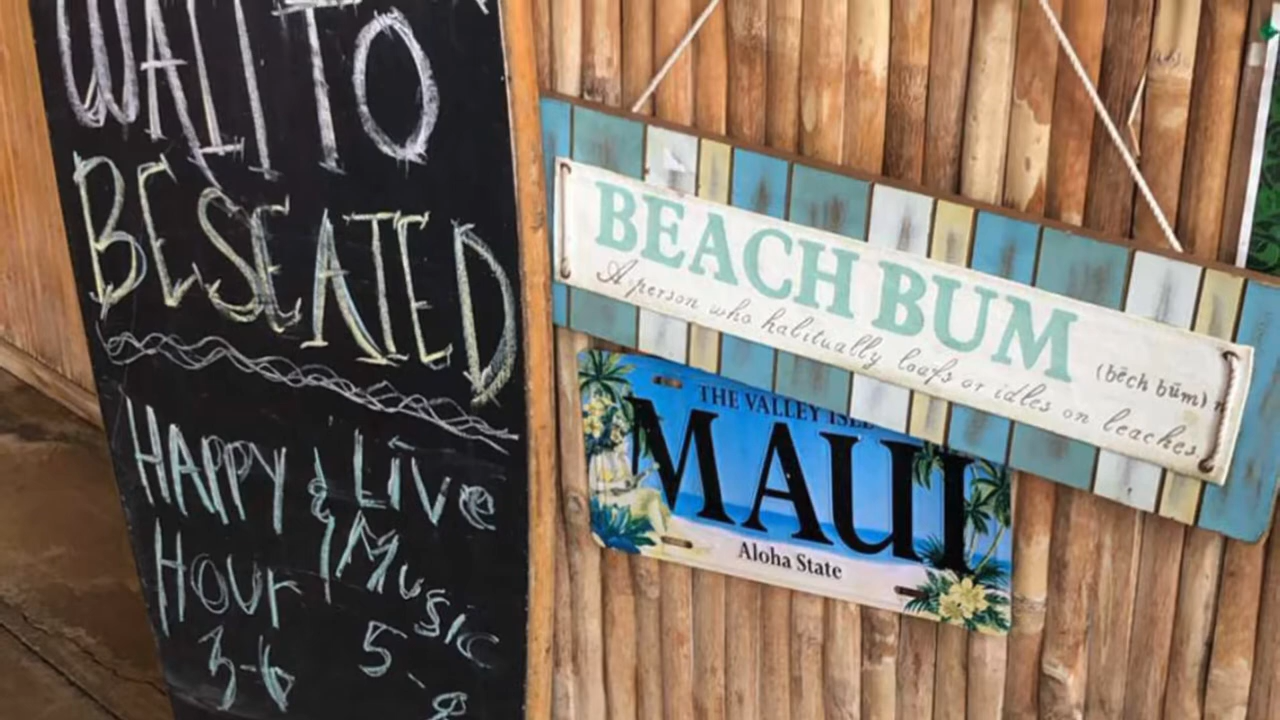 WAIT TO
BE SEATED
HAPPY
HOUr
3-6
& LIVe
MUSIC
5-8
BEACH BUM
(bēch bŭm) n
A person who habitually loafs or idles on beaches.
THE VALLEY ISLE
MAUI
Aloha State